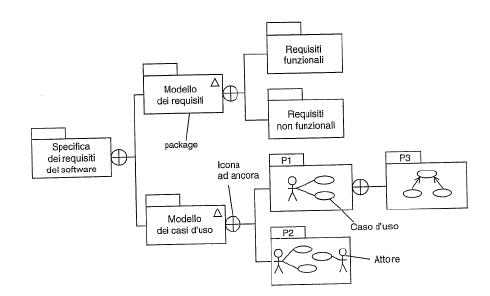 Requisiti
funzionali
Modello
dei requisiti
Requisiti
non funzionali
package
Specifica
dei requisiti
del software
Icona
ad ancora
P1
P3
Modello
dei casi d'uso
Caso d'uso
P2
Attore